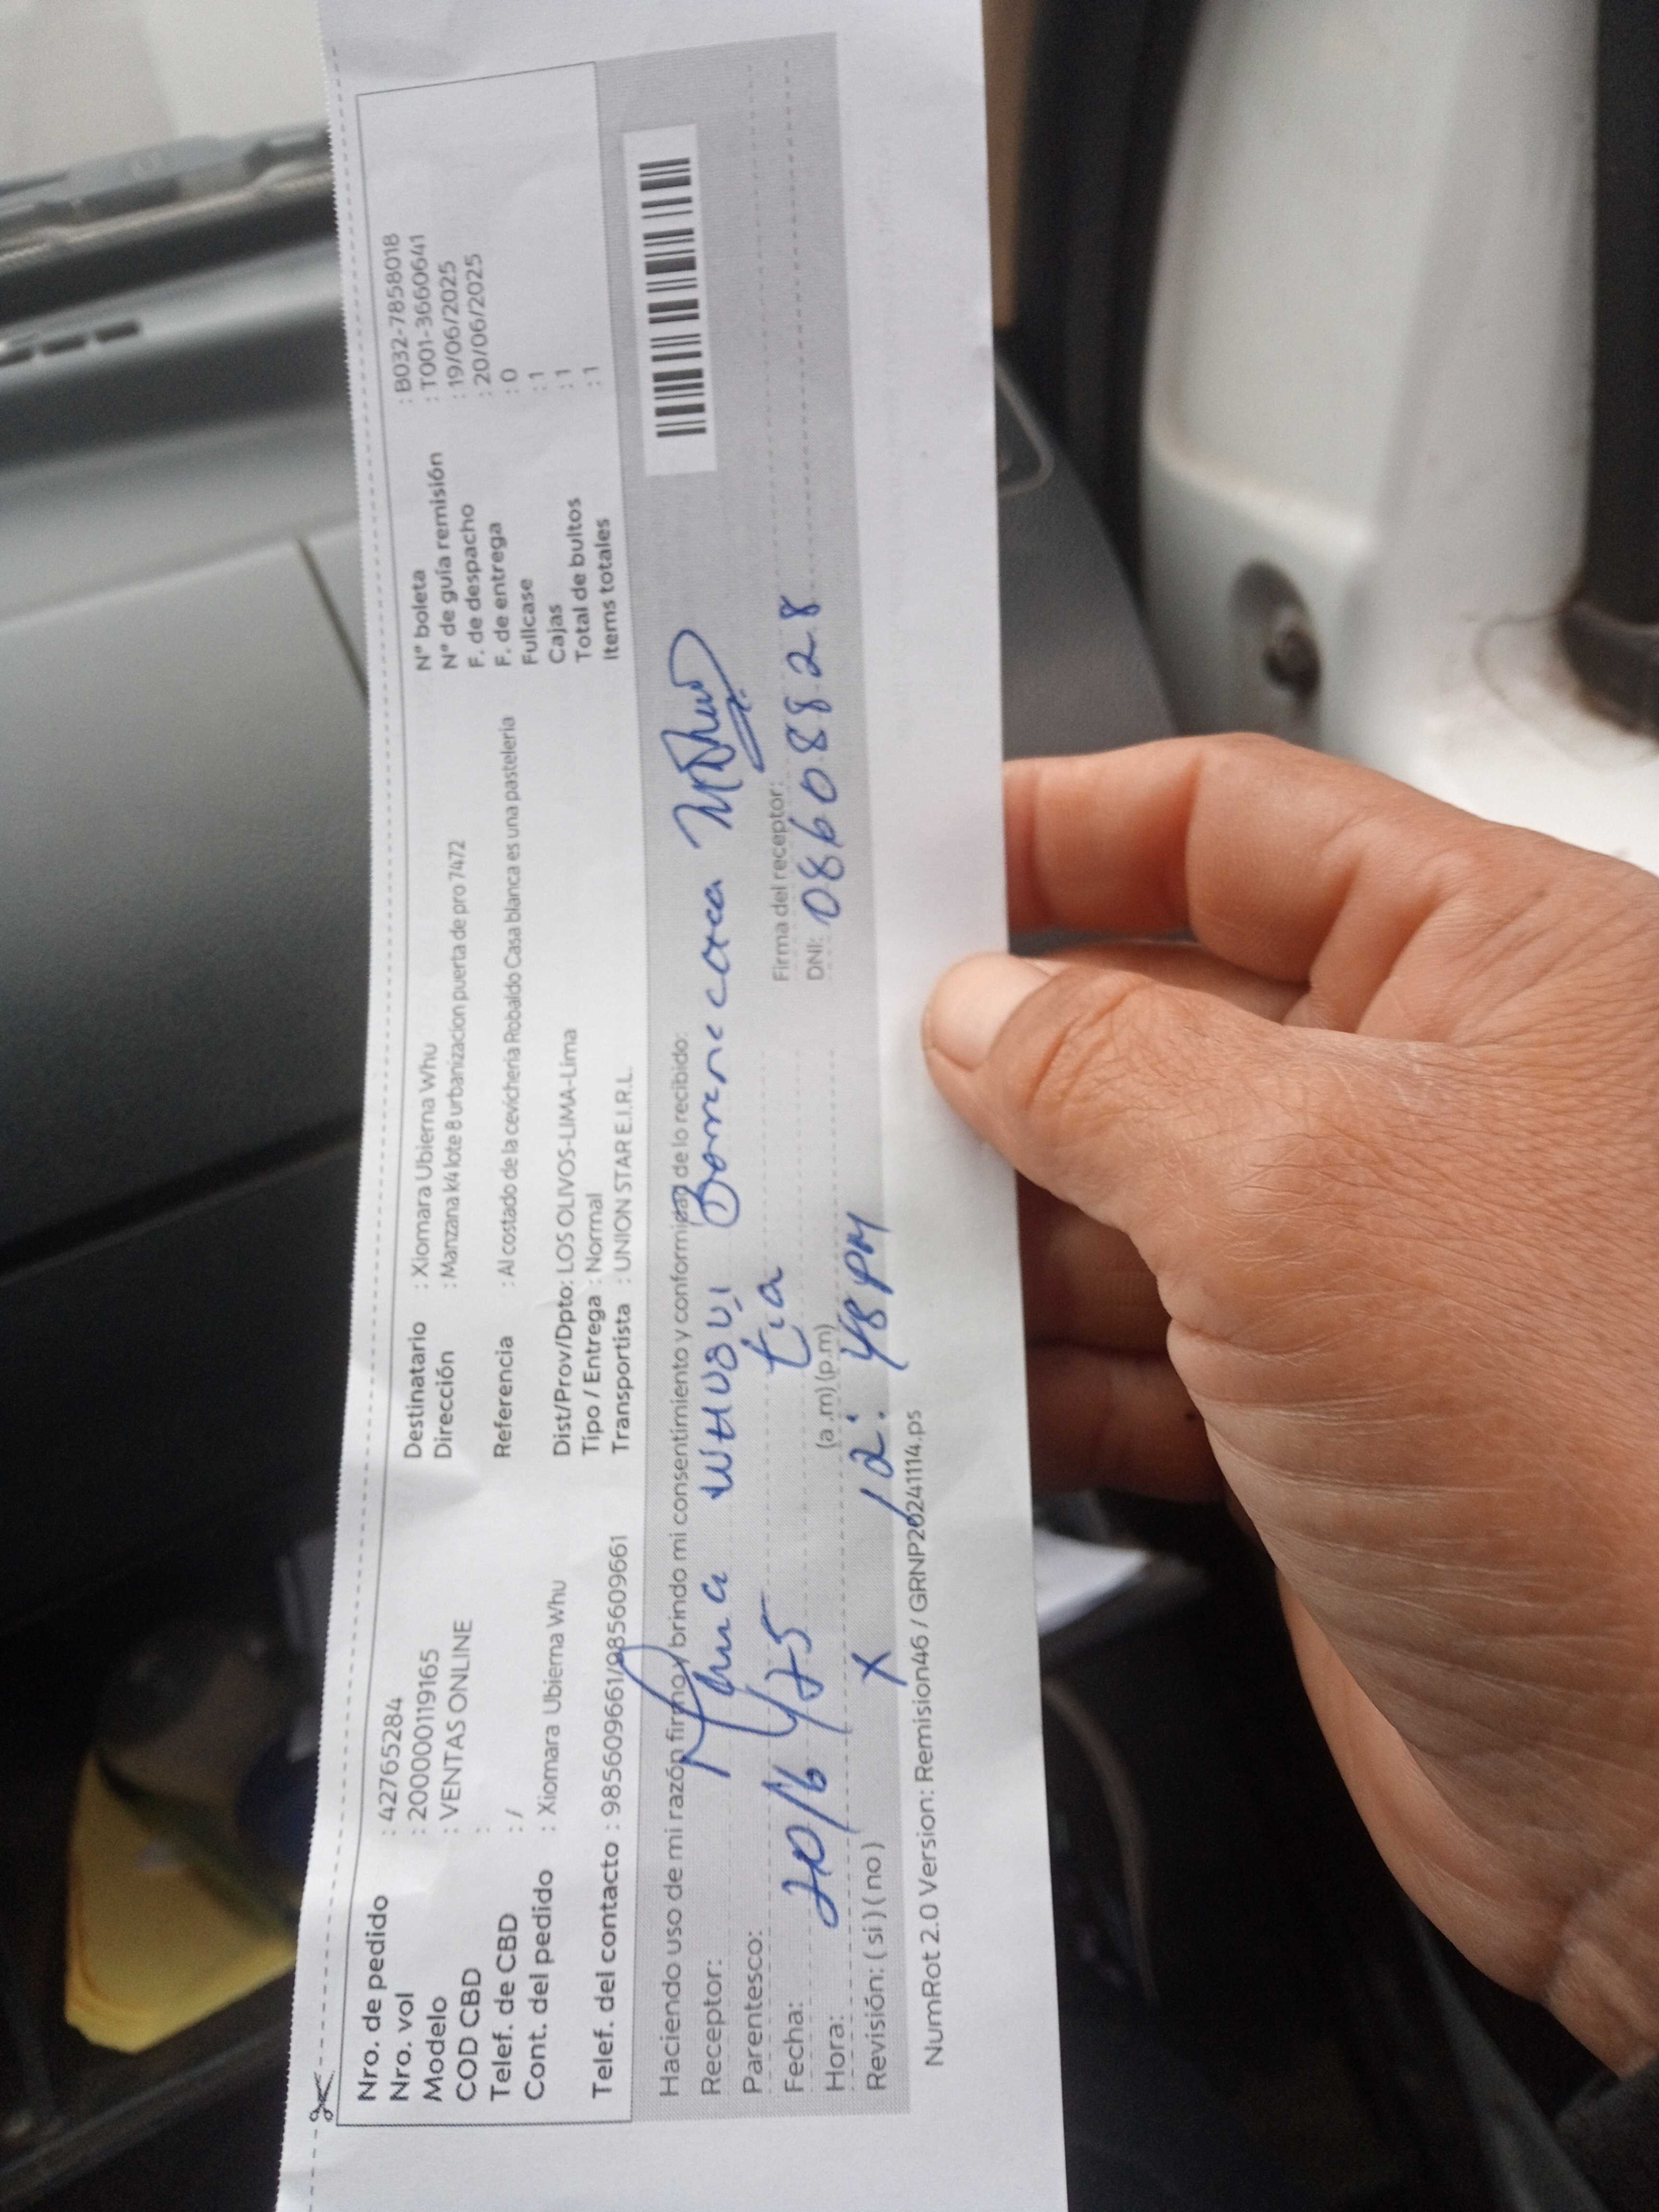 Nro. de pedido : 42765284
Nro. vol : 2000000119165
Modelo : VENTAS ONLINE
COD CBD :
Telef. de CBD : /
Cont. del pedido : Xiomara Ubierna Whu
Telef. del contacto : 985609661/985609661
Destinatario : Xiomara Ubierna Whu
Dirección : Manzana k4 lote 8 urbanizacion puerta de pro 7472
Referencia : Al costado de la cevicheria Robaldo Casa blanca es una pasteleria
Dist/Prov/Dpto: LOS OLIVOS-LIMA-Lima
Tipo / Entrega : Normal
Transportista : UNION STAR E.I.R.L.
N° boleta : B032-7858018
N° de guía remisión : T001-3660641
F. de despacho : 19/06/2025
F. de entrega : 20/06/2025
Fullcase : 0
Cajas : 1
Total de bultos : 1
Items totales : 1
Haciendo uso de mi razón firmo y brindo mi consentimiento y conformidad de lo recibido:
Receptor:
Parentesco: tia
Firma del receptor:
Fecha: 20/6/25
DNI: 08608828
Hora: (a.m) (p.m) 12:48 PM
Revisión: ( si ) ( no ) X
NumRot 2.0 Version: Remision46 / GRNP20241114.ps